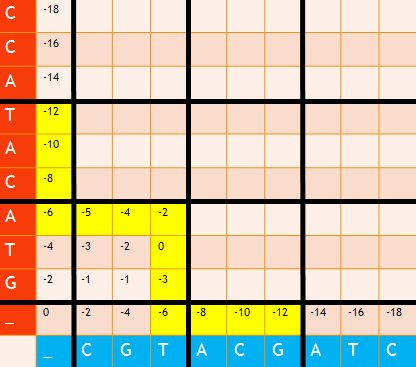 C -18
C -16
A -14
T -12
A -10
C -8
A -6 -5 -4 -2
T -4 -3 -2 0
G -2 -1 -1 -3
_ 0 -2 -4 -6 -8 -10 -12 -14 -16 -18
_ C G T A C G A T C